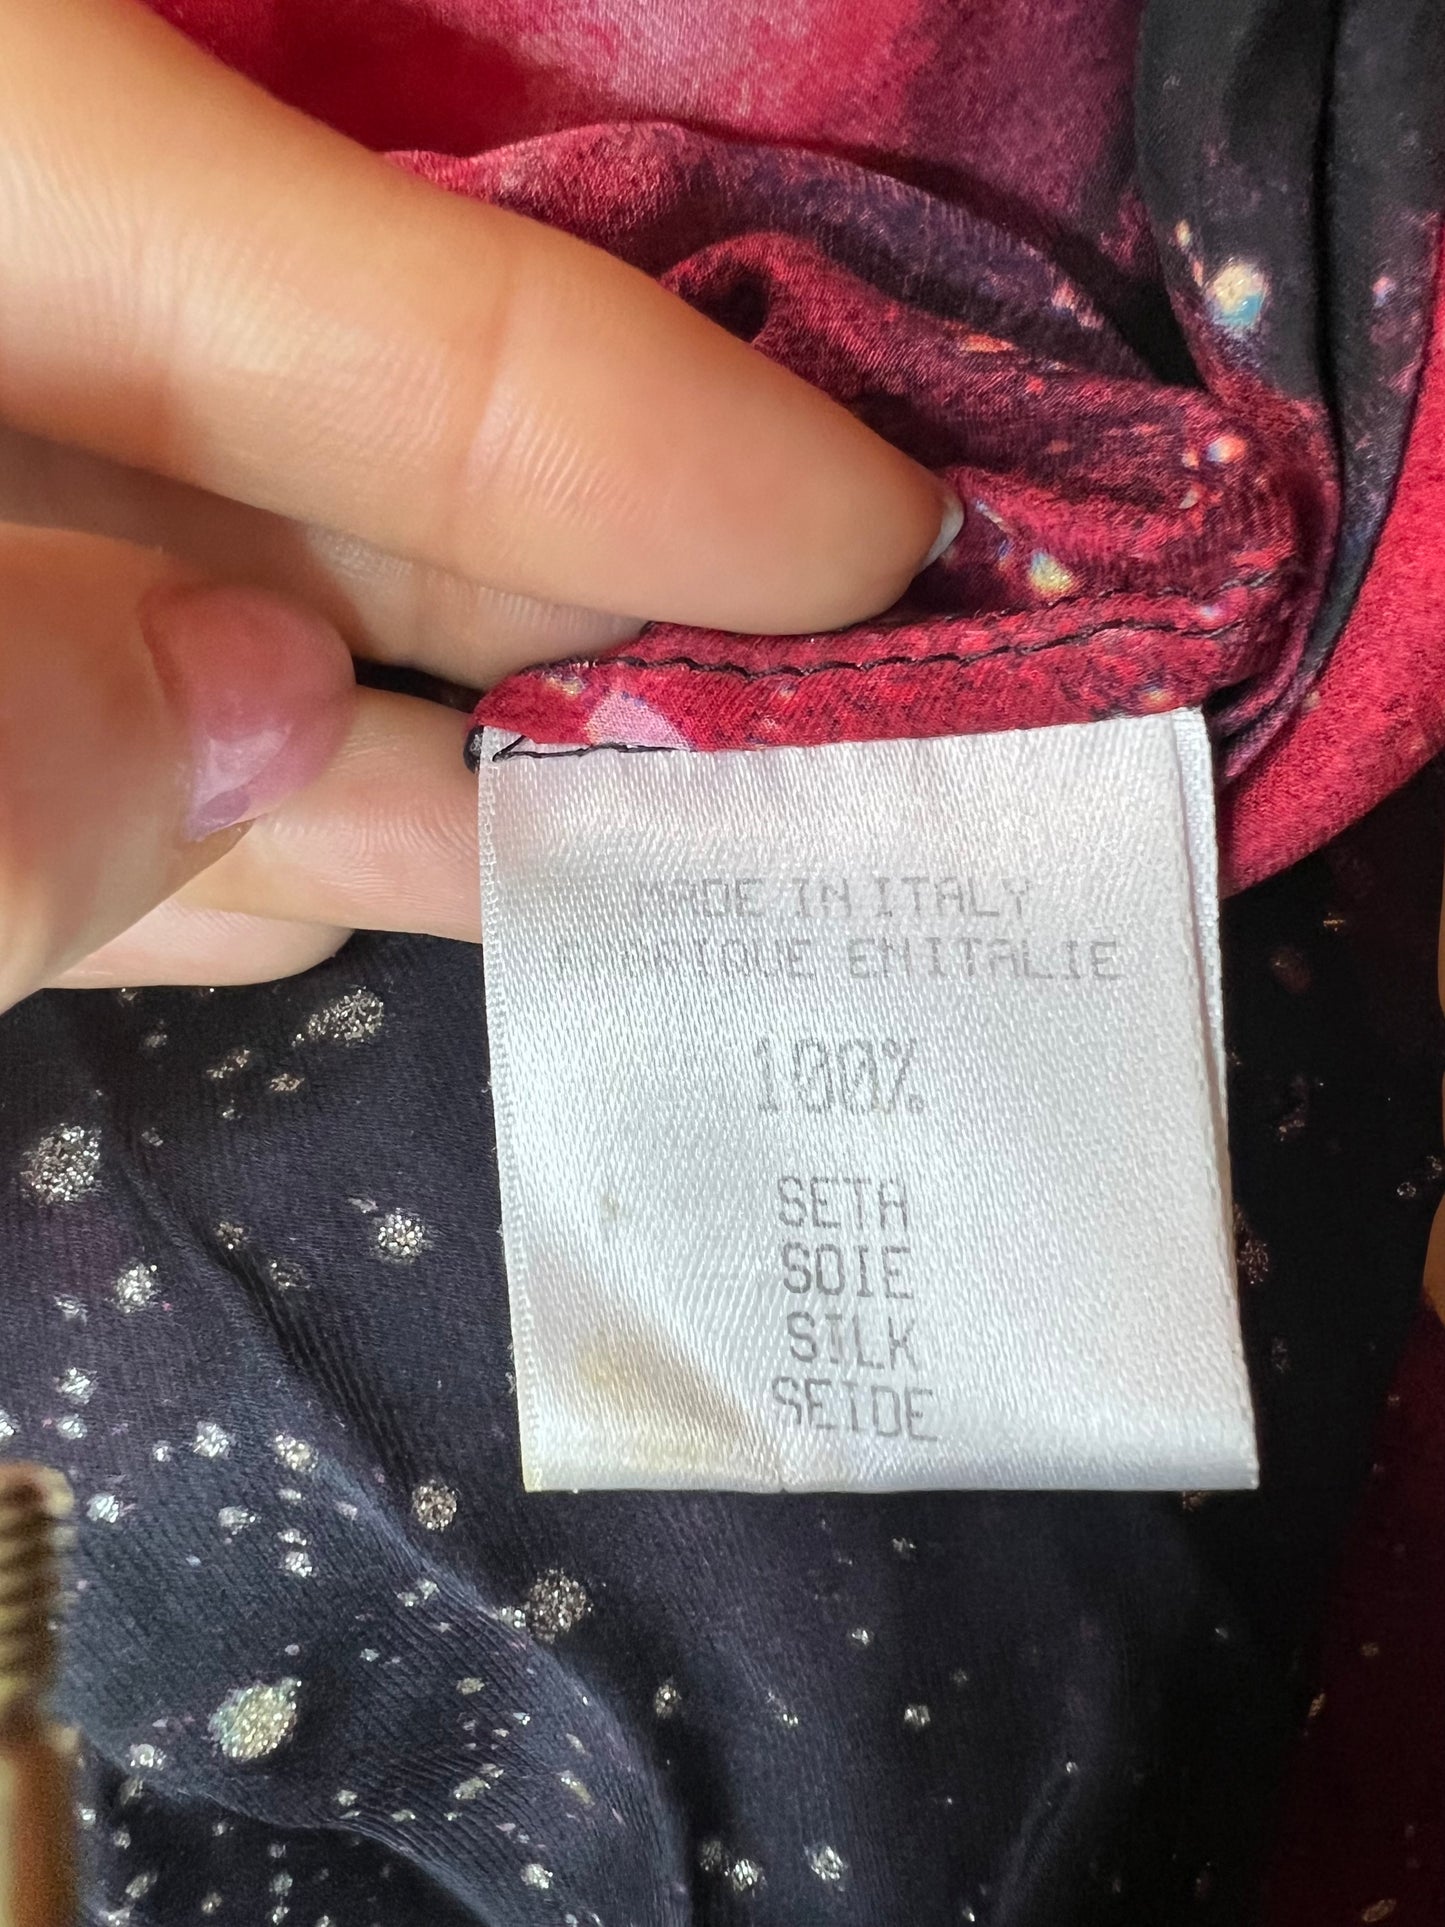 MADE IN ITALY
FABRIQUE EN ITALIE
100%
SETA
SOIE
SILK
SEIDE